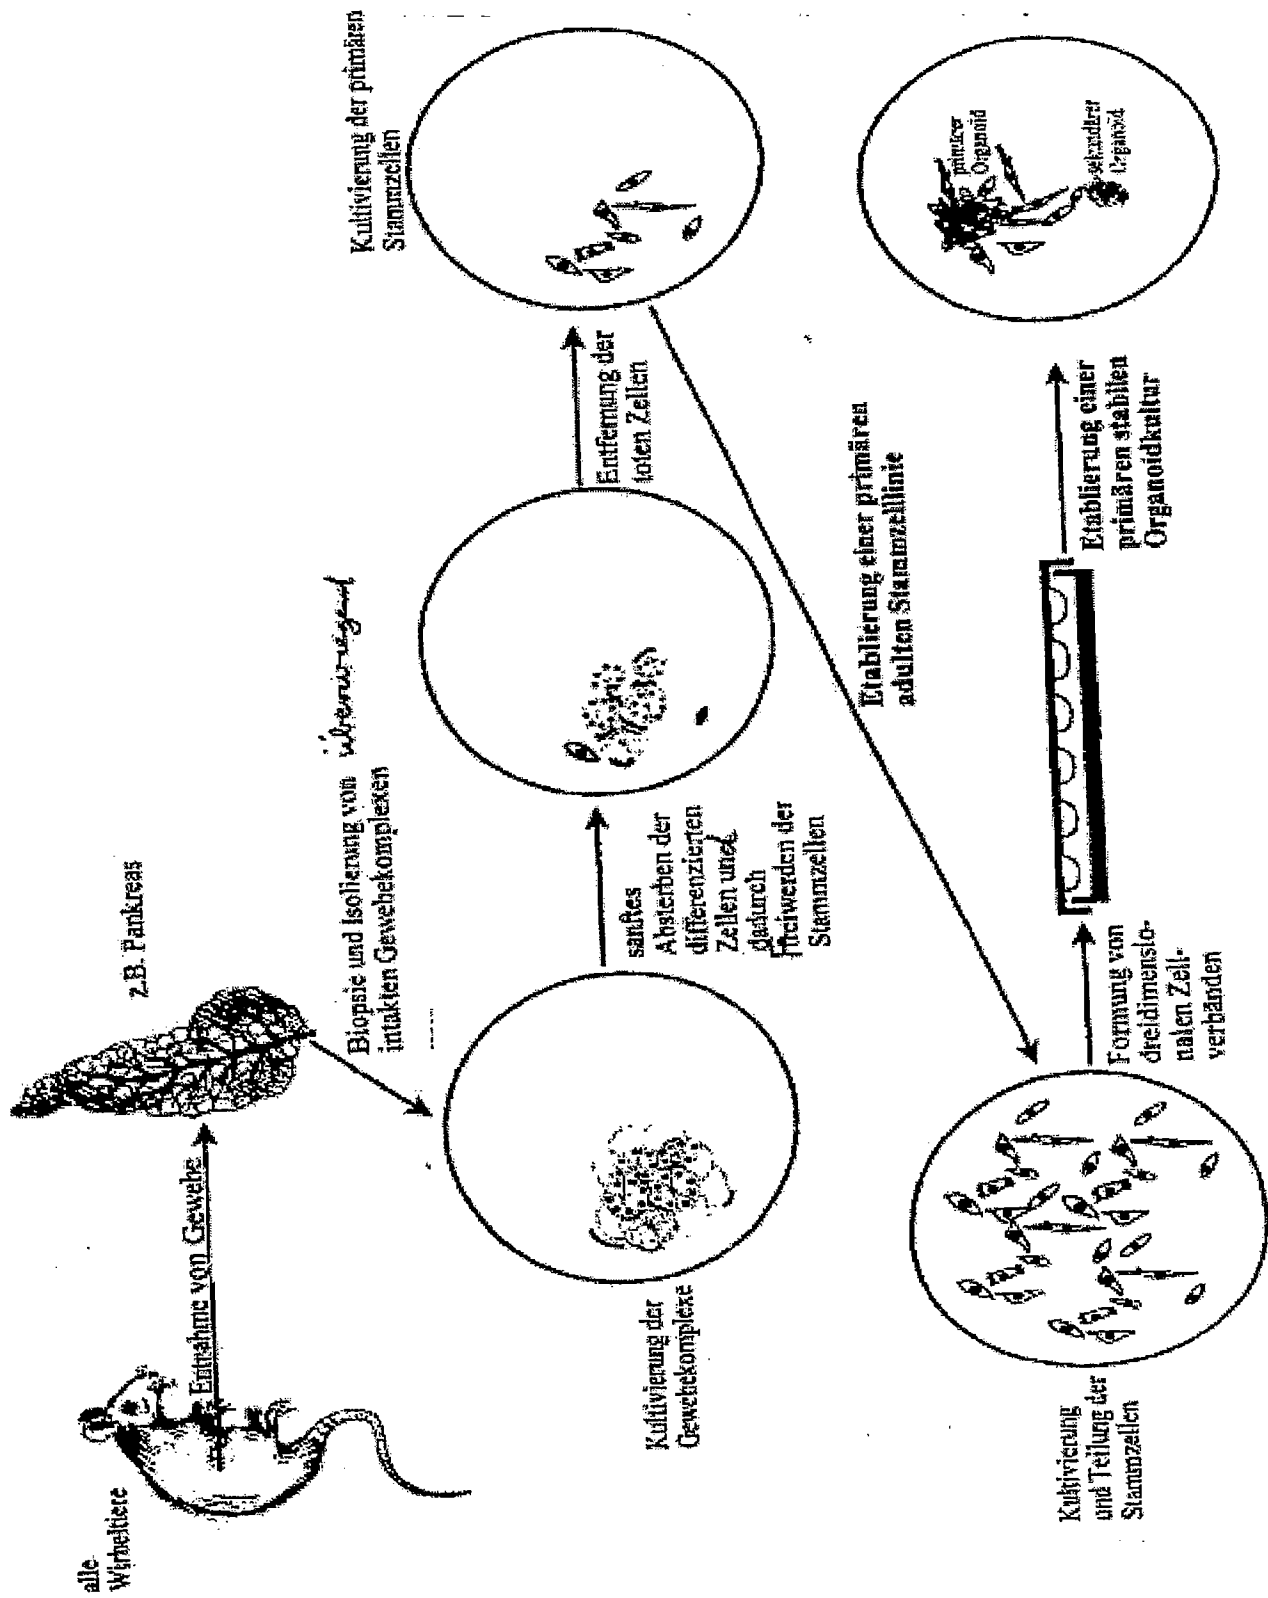 alle
Wirbeltiere
Entnahme von Gewebe
z.B. Pankreas
Biopsie und Isolierung von überwiegend
intakten Gewebekomplexen
Kultivierung der
Gewebekomplexe
sanftes
Absterben der
differenzierten
Zellen und
dadurch
Freiwerden der
Stammzellen
Entfernung der
toten Zellen
Kultivierung der primären
Stammzellen
Etablierung einer primären
adulten Stammzelllinie
Kultivierung
und Teilung der
Stammzellen
Formung von
dreidimensio-
nalen Zell-
verbänden
Etablierung einer
primären stabilen
Organoidkultur
primärer
Organoid
sekundärer
Organoid